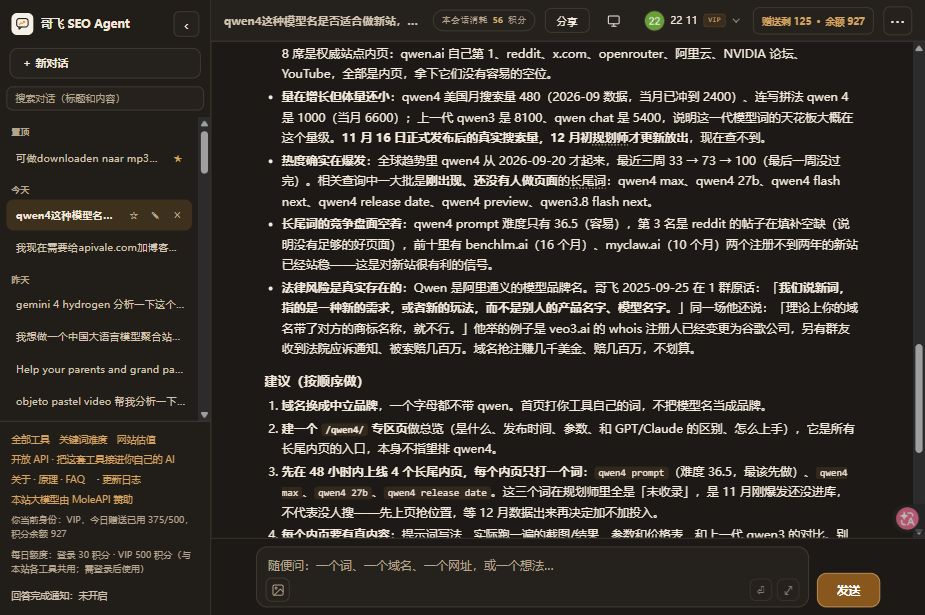 哥飞 SEO Agent
‹
+ 新对话
搜索对话（标题和内容）
置顶
可做downloaden naar mp3... ★
今天
qwen4这种模型名... ☆ ✎ ×
我现在需要给apivale.com加博客...
昨天
gemini 4 hydrogen 分析一下这个...
我想做一个中国大语言模型聚合站...
Help your parents and grand pa...
objeto pastel video 帮我分析一下...
全部工具 关键词难度 网站估值
开放 API · 把这套工具接进你自己的 AI
关于 · 原理 · FAQ · 更新日志
本站大模型由 MoleAPI 赞助
你当前身份：VIP，今日赠送已用 375/500，
积分余额 927
每日额度：登录 30 积分 · VIP 500 积分（与
本站各工具共用；需登录后使用）
回答完成通知：未开启
qwen4这种模型名是否适合做新站，... 本会话消耗 56 积分 分享 22 22 11 VIP 赠送剩 125 · 余额 927 ...
8 席是权威站点内页：qwen.ai 自己第 1、reddit、x.com、openrouter、阿里云、NVIDIA 论坛、
YouTube，全部是内页，拿下它们没有容易的空位。
• 量在增长但体量还小：qwen4 美国月搜索量 480（2026-09 数据，当月已冲到 2400）、连写拼法 qwen 4
是 1000（当月 6600）；上一代 qwen3 是 8100、qwen chat 是 5400，说明这一代模型词的天花板大概在
这个量级。11 月 16 日正式发布后的真实搜索量，12 月初规划师才更新放出，现在查不到。
• 热度确实在爆发：全球趋势里 qwen4 从 2026-09-20 才起来，最近三周 33 → 73 → 100（最后一周没过
完）。相关查询中一大批是刚出现、还没有人做页面的长尾词：qwen4 max、qwen4 27b、qwen4 flash
next、qwen4 release date、qwen4 preview、qwen3.8 flash next。
• 长尾词的竞争盘面空着：qwen4 prompt 难度只有 36.5（容易），第 3 名是 reddit 的帖子在填补空缺（说
明没有足够的好页面），前十里有 benchlm.ai（16 个月）、myclaw.ai（10 个月）两个注册不到两年的新站
已经站稳——这是对新站很有利的信号。
• 法律风险是真实存在的：Qwen 是阿里通义的模型品牌名。哥飞 2025-09-25 在 1 群原话：「我们说新词，
指的是一种新的需求，或者新的玩法，而不是别人的产品名字、模型名字。」同一场他还说：「理论上你的域
名带了对方的商标名称，就不行。」他举的例子是 veo3.ai 的 whois 注册人已经变更为谷歌公司，另有群友
收到法院应诉通知、被索赔几百万。域名抢注赚几千美金、赔几百万，不划算。
建议（按顺序做）
1. 域名换成中立品牌，一个字母都不带 qwen。首页打你工具自己的词，不把模型名当成品牌。
2. 建一个 /qwen4/ 专区页做总览（是什么、发布时间、参数、和 GPT/Claude 的区别、怎么上手），它是所有
长尾内页的入口，本身不指望排 qwen4。
3. 先在 48 小时内上线 4 个长尾内页，每个内页只打一个词：qwen4 prompt（难度 36.5，最该先做）、qwen4
max、qwen4 27b、qwen4 release date。这三个词在规划师里全是「未收录」，是 11 月刚爆发还没进库，
不代表没人搜——先上页抢位置，等 12 月数据出来再决定加不加投入。
4. 每个内页要有真内容：提示词写法、实际跑一遍的截图/结果、参数和价格表、和上一代 qwen3 的对比。别
随便问：一个词、一个域名、一个网址，或一个想法...
发送